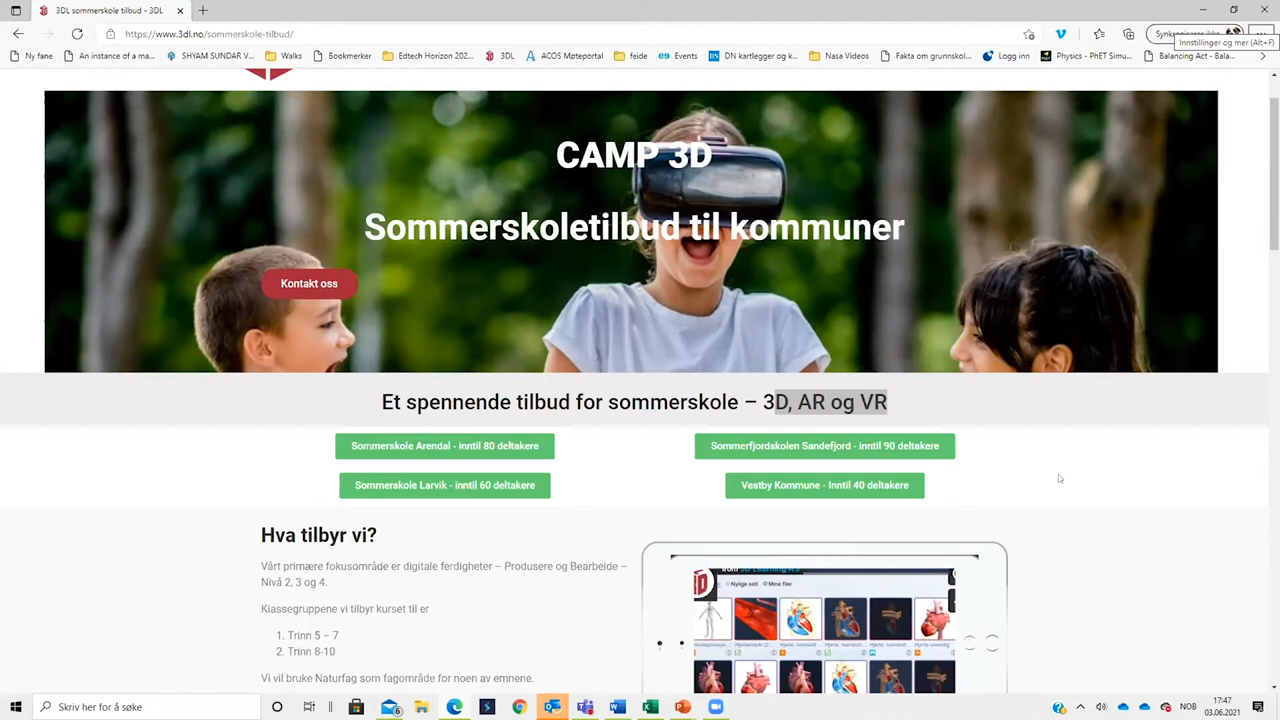 3DL sommerskole tilbud - 3DL
https://www.3dl.no/sommerskole-tilbud/
Synkroniserer ikke
Innstillinger og mer (Alt+F)
Ny fane
An instance of a ma...
SHYAM SUNDAR V...
Walks
Bookmerker
Edtech Horizon 202...
3DL
ACOS Møteportal
feide
Events
DN kartlegger og k...
Nasa Videos
Fakta om grunnskol...
Logg inn
Physics - PhET Simu...
Balancing Act - Bala...
CAMP 3D
Sommerskoletilbud til kommuner
Kontakt oss
Et spennende tilbud for sommerskole – 3D, AR og VR
Sommerskole Arendal - inntil 80 deltakere
Sommerfjordskolen Sandefjord - inntil 90 deltakere
Sommerskole Larvik - inntil 60 deltakere
Vestby Kommune - Inntil 40 deltakere
Hva tilbyr vi?
Vårt primære fokusområde er digitale ferdigheter – Produsere og Bearbeide –
Nivå 2, 3 og 4.
Klassegruppene vi tilbyr kurset til er
1. Trinn 5 – 7
2. Trinn 8-10
Vi vil bruke Naturfag som fagområde for noen av emnene.
Nylige sett
Mine filer
Skriv her for å søke
6
NOB
17:47
03.06.2021